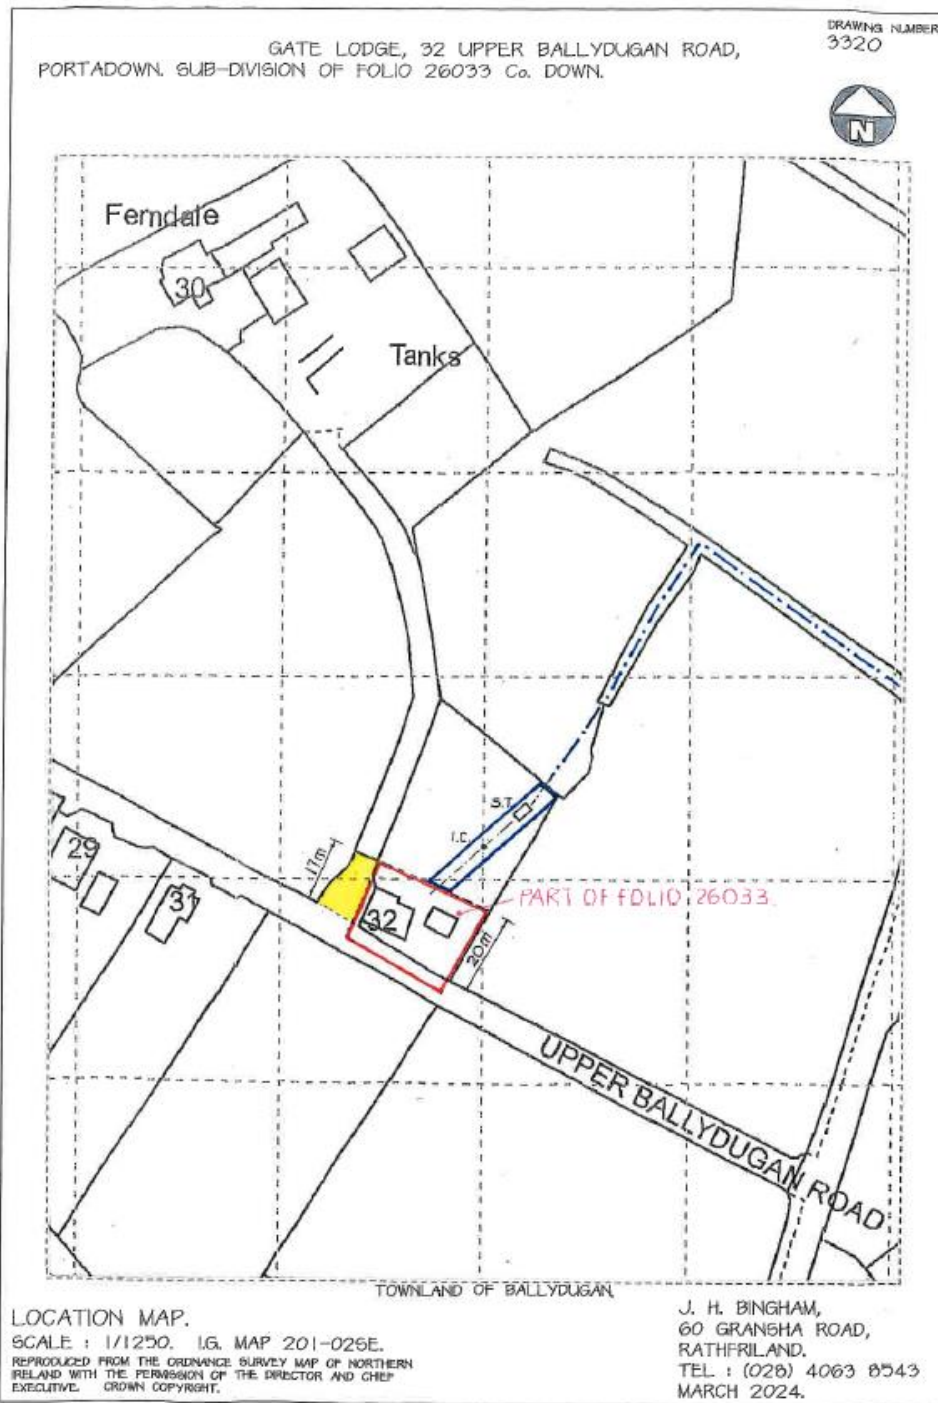 DRAWING NUMBER
3320
GATE LODGE, 32 UPPER BALLYDUGAN ROAD,
PORTADOWN. SUB-DIVISION OF FOLIO 26033 Co. DOWN.
N
Ferndale
30
Tanks
S.T.
I.C.
17m
29
31
32
PART OF FOLIO 26033.
20m
UPPER BALLYDUGAN ROAD
TOWNLAND OF BALLYDUGAN.
LOCATION MAP.
SCALE : 1/1250. I.G. MAP 201-02SE.
REPRODUCED FROM THE ORDNANCE SURVEY MAP OF NORTHERN
IRELAND WITH THE PERMISSION OF THE DIRECTOR AND CHIEF
EXECUTIVE. CROWN COPYRIGHT.
J. H. BINGHAM,
60 GRANSHA ROAD,
RATHFRILAND.
TEL : (028) 4063 8543
MARCH 2024.